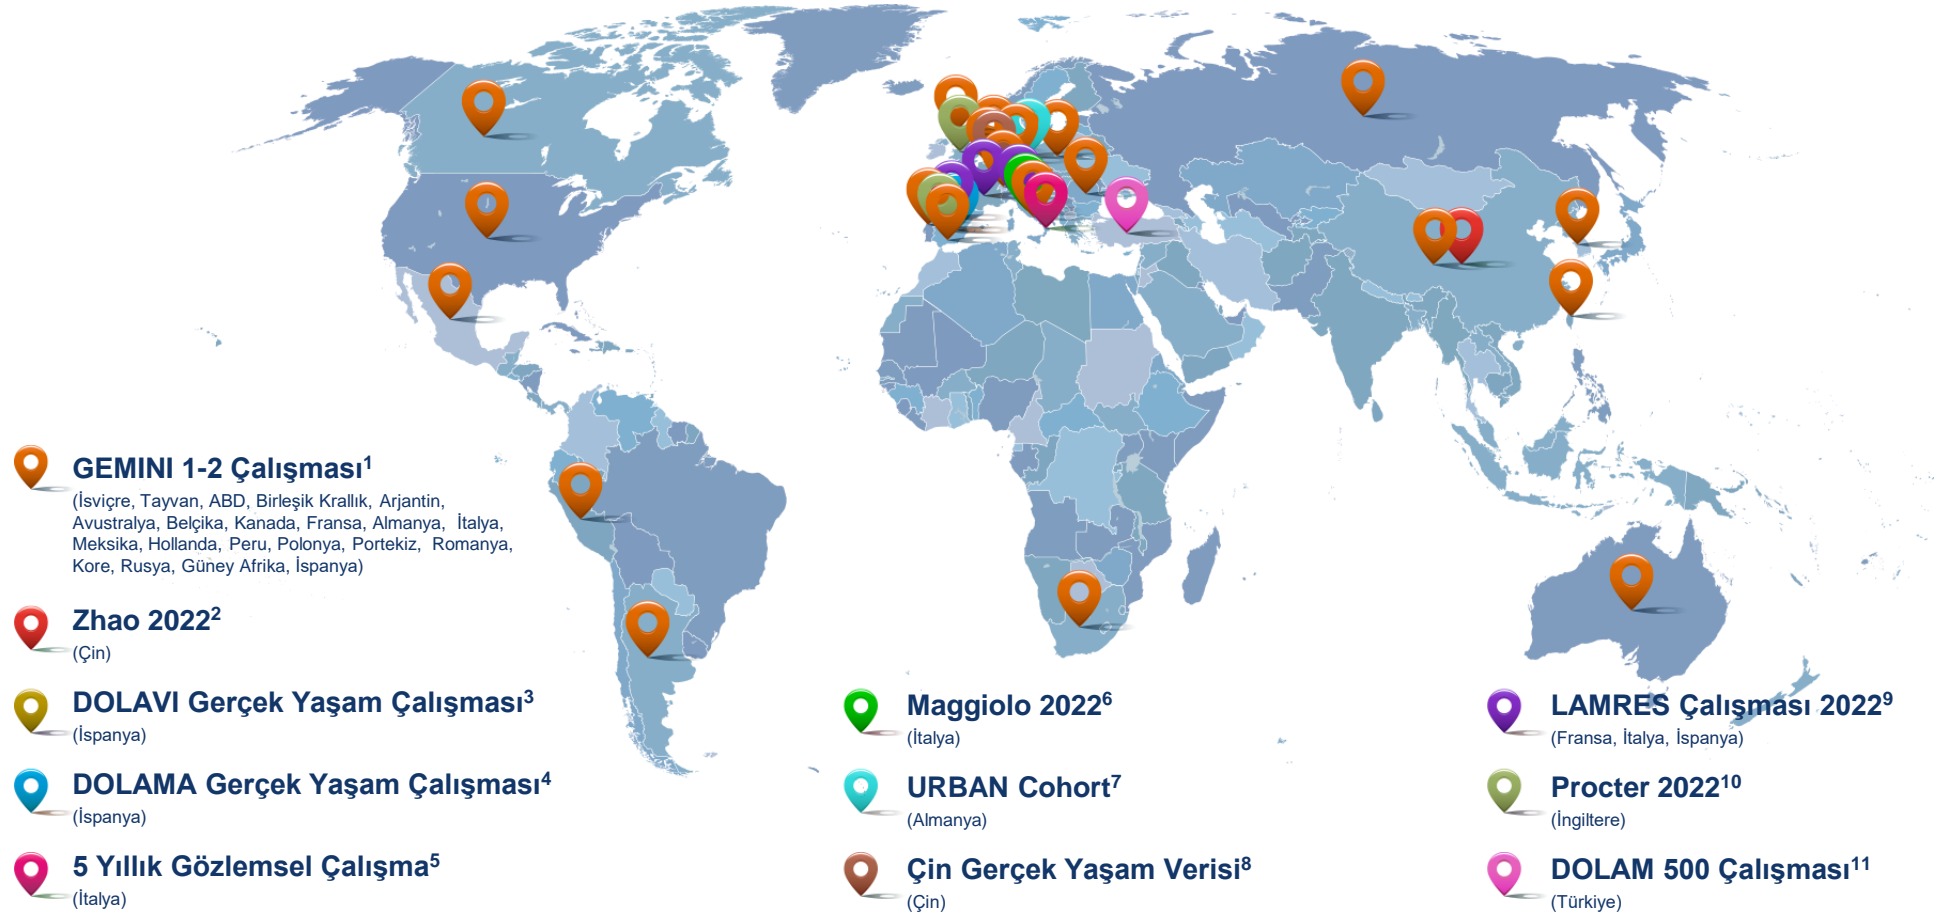 GEMINI 1-2 Çalışması¹
(İsviçre, Tayvan, ABD, Birleşik Krallık, Arjantin,
Avustralya, Belçika, Kanada, Fransa, Almanya, İtalya,
Meksika, Hollanda, Peru, Polonya, Portekiz, Romanya,
Kore, Rusya, Güney Afrika, İspanya)
Zhao 2022²
(Çin)
DOLAVI Gerçek Yaşam Çalışması³
(İspanya)
DOLAMA Gerçek Yaşam Çalışması⁴
(İspanya)
5 Yıllık Gözlemsel Çalışma⁵
(İtalya)
Maggiolo 2022⁶
(İtalya)
URBAN Cohort⁷
(Almanya)
Çin Gerçek Yaşam Verisi⁸
(Çin)
LAMRES Çalışması 2022⁹
(Fransa, İtalya, İspanya)
Procter 2022¹⁰
(İngiltere)
DOLAM 500 Çalışması¹¹
(Türkiye)